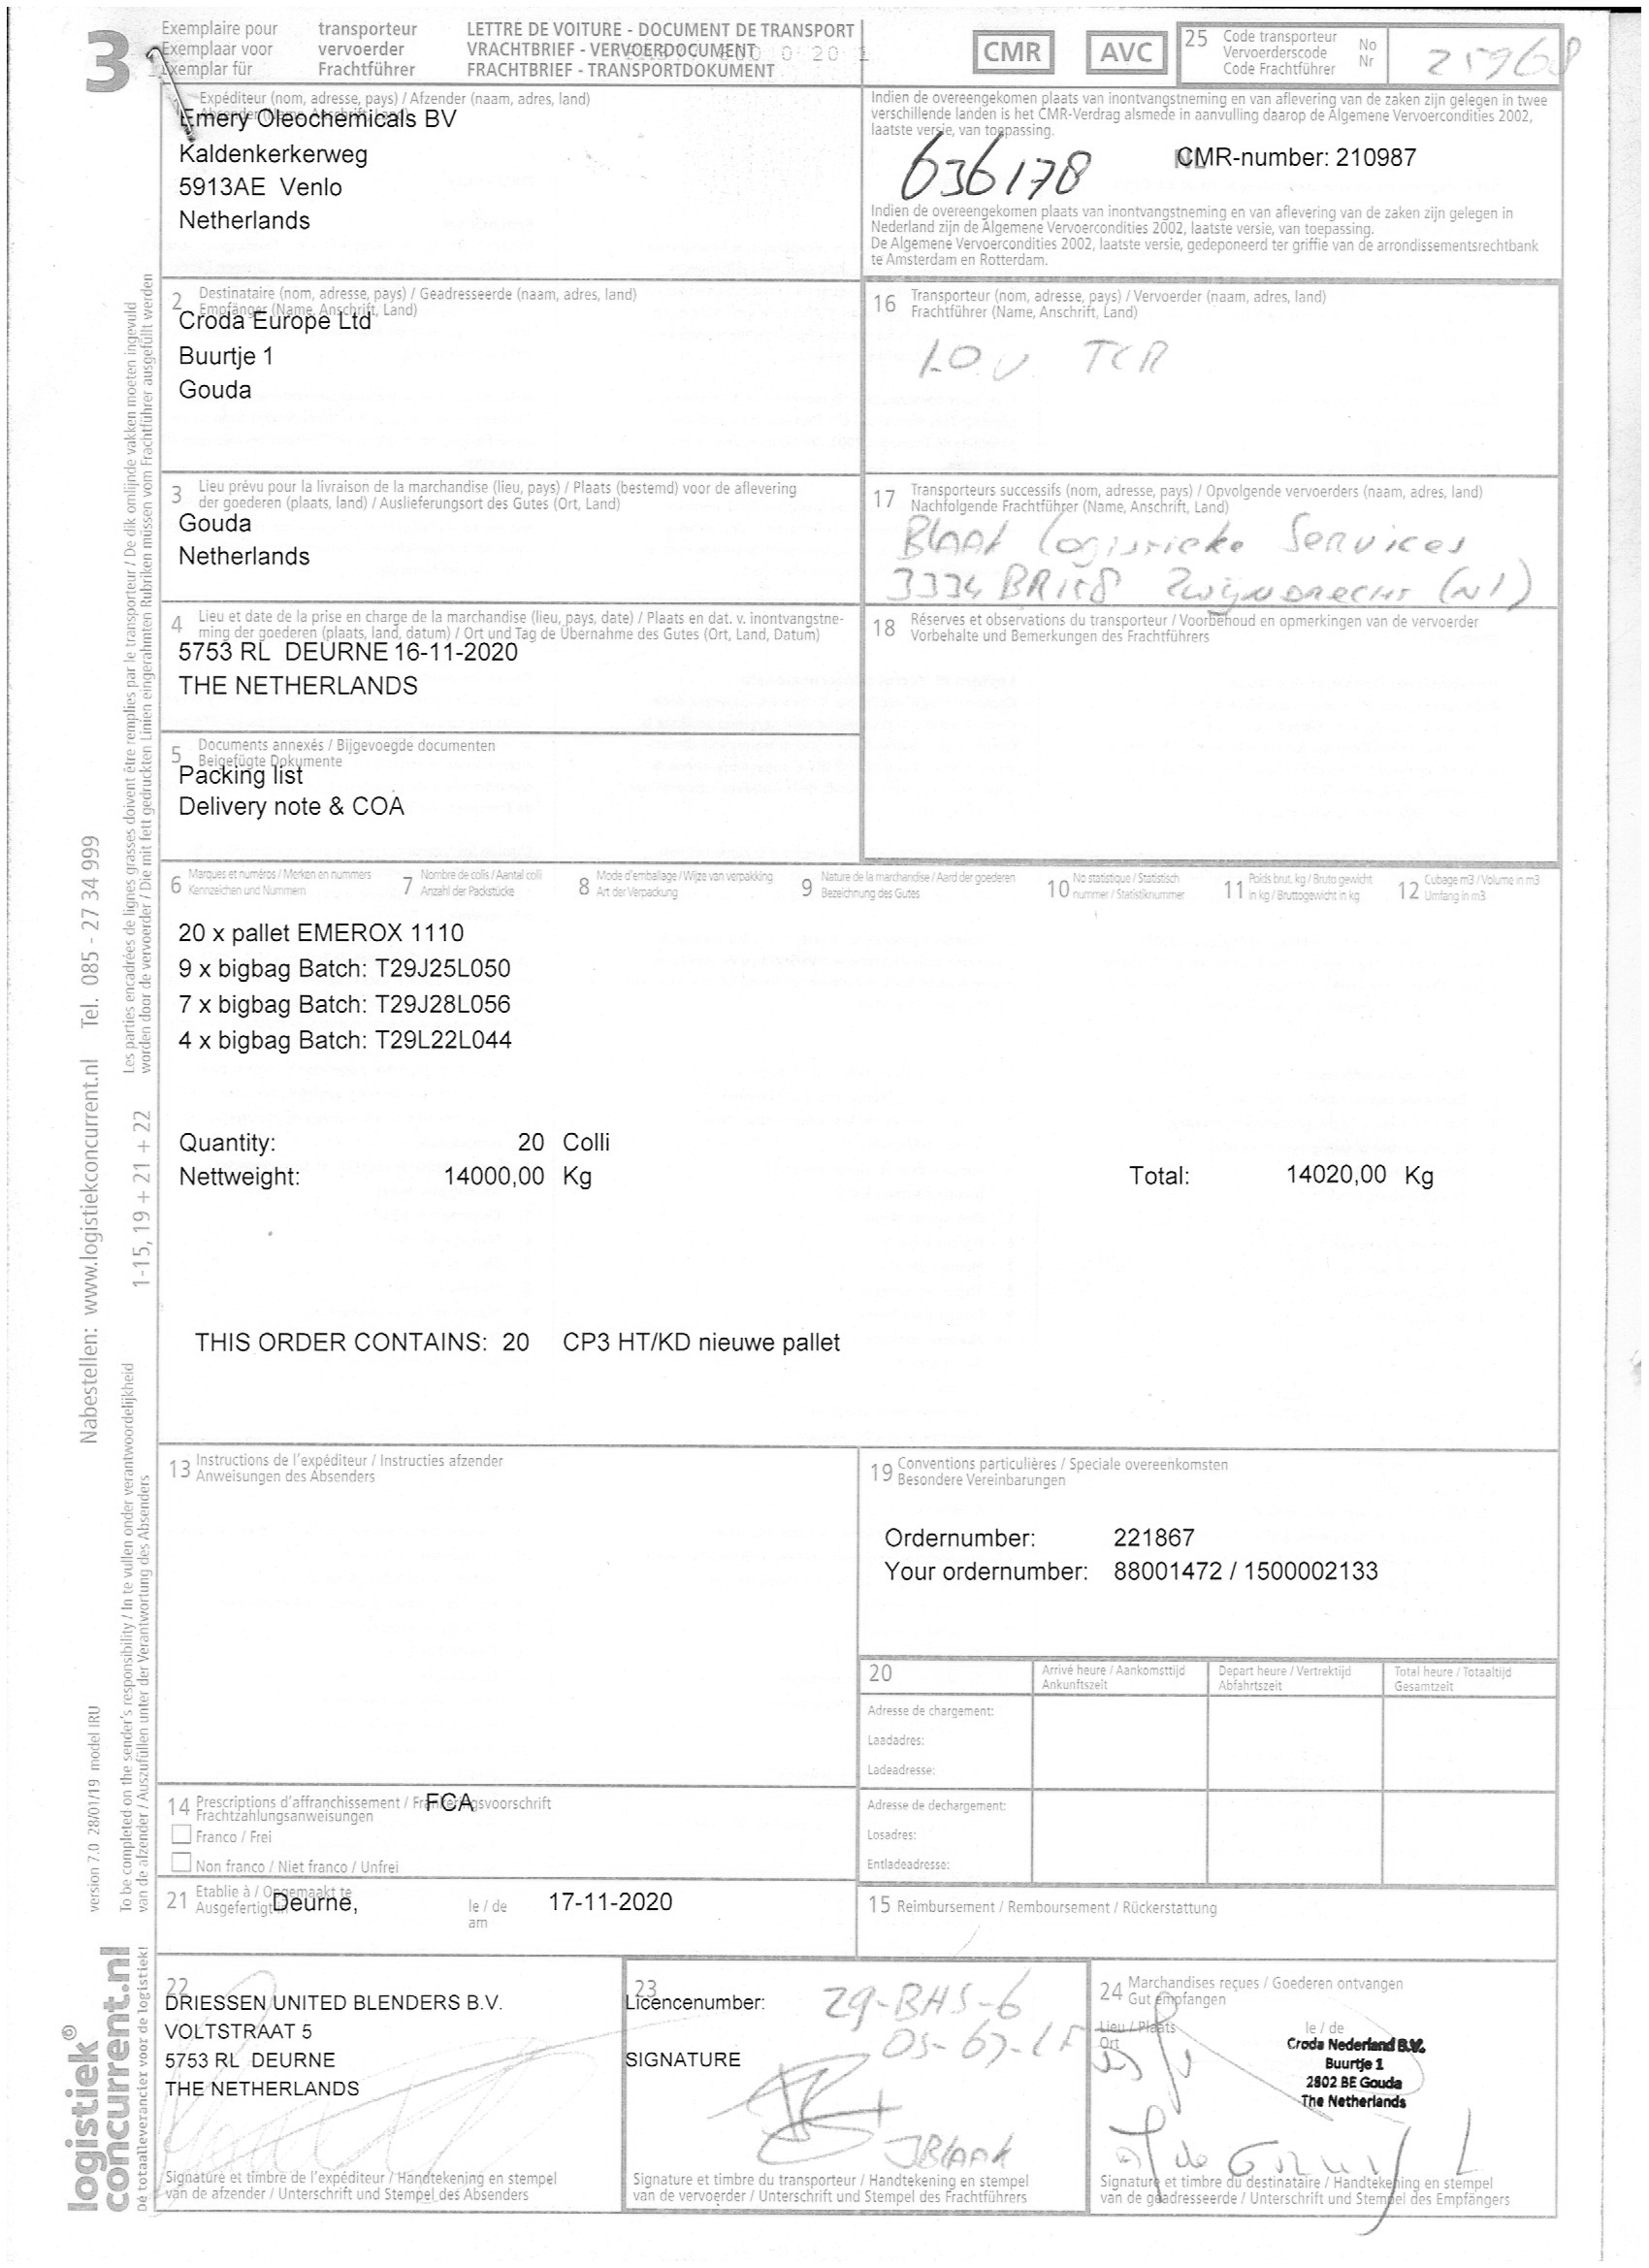 3
Exemplaire pour transporteur
Exemplaar voor vervoerder
Exemplar für Frachtführer
LETTRE DE VOITURE - DOCUMENT DE TRANSPORT
VRACHTBRIEF - VERVOERDOCUMENT
FRACHTBRIEF - TRANSPORTDOKUMENT
CMR
AVC
25 Code transporteur
Vervoerderscode
Code Frachtführer
No
Nr
25968
Expéditeur (nom, adresse, pays) / Afzender (naam, adres, land)
Emery Oleochemicals BV
Kaldenkerkerweg
5913AE Venlo
Netherlands
Indien de overeengekomen plaats van inontvangstneming en van aflevering van de zaken zijn gelegen in twee
verschillende landen is het CMR-Verdrag alsmede in aanvulling daarop de Algemene Vervoercondities 2002,
laatste versie, van toepassing.
636178
CMR-number: 210987
Indien de overeengekomen plaats van inontvangstneming en van aflevering van de zaken zijn gelegen in
Nederland zijn de Algemene Vervoercondities 2002, laatste versie, van toepassing.
De Algemene Vervoercondities 2002, laatste versie, gedeponeerd ter griffie van de arrondissementsrechtbank
te Amsterdam en Rotterdam.
2 Destinataire (nom, adresse, pays) / Geadresseerde (naam, adres, land)
Empfänger (Name, Anschrift, Land)
Croda Europe Ltd
Buurtje 1
Gouda
16 Transporteur (nom, adresse, pays) / Vervoerder (naam, adres, land)
Frachtführer (Name, Anschrift, Land)
I.O.V. TCR
3 Lieu prévu pour la livraison de la marchandise (lieu, pays) / Plaats (bestemd) voor de aflevering
der goederen (plaats, land) / Auslieferungsort des Gutes (Ort, Land)
Gouda
Netherlands
17 Transporteurs successifs (nom, adresse, pays) / Opvolgende vervoerders (naam, adres, land)
Nachfolgende Frachtführer (Name, Anschrift, Land)
Blaak Logistieke Services
3334 BR Zwijndrecht (Nl)
4 Lieu et date de la prise en charge de la marchandise (lieu, pays, date) / Plaats en dat. v. inontvangstne-
ming der goederen (plaats, land, datum) / Ort und Tag de Übernahme des Gutes (Ort, Land, Datum)
5753 RL DEURNE 16-11-2020
THE NETHERLANDS
18 Réserves et observations du transporteur / Voorbehoud en opmerkingen van de vervoerder
Vorbehalte und Bemerkungen des Frachtführers
5 Documents annexés / Bijgevoegde documenten
Beigefügte Dokumente
Packing list
Delivery note & COA
6 Marques et numéros / Merken en nummers
Kennzeichen und Nummern
7 Nombre de colis / Aantal colli
Anzahl der Packstücke
8 Mode d'emballage / Wijze van verpakking
Art der Verpackung
9 Nature de la marchandise / Aard der goederen
Bezeichnung des Gutes
10 No statistique / Statistisch
nummer / Statistiknummer
11 Poids brut, kg / Bruto gewicht
in kg / Bruttogewicht in kg
12 Cubage m3 / Volume in m3
Umfang in m3
20 x pallet EMEROX 1110
9 x bigbag Batch: T29J25L050
7 x bigbag Batch: T29J28L056
4 x bigbag Batch: T29L22L044
Quantity: 20 Colli
Nettweight: 14000,00 Kg Total: 14020,00 Kg
THIS ORDER CONTAINS: 20 CP3 HT/KD nieuwe pallet
13 Instructions de l'expéditeur / Instructies afzender
Anweisungen des Absenders
19 Conventions particulières / Speciale overeenkomsten
Besondere Vereinbarungen
Ordernumber: 221867
Your ordernumber: 88001472 / 1500002133
20
Arrivé heure / Aankomsttijd
Ankunftszeit
Depart heure / Vertrektijd
Abfahrtszeit
Total heure / Totaaltijd
Gesamtzeit
Adresse de chargement:
Laadadres:
Ladeadresse:
Adresse de dechargement:
Losadres:
Entladeadresse:
14 Prescriptions d'affranchissement / Frankeringsvoorschrift
Frachtzahlungsanweisungen
FCA
Franco / Frei
Non franco / Niet franco / Unfrei
21 Etablie à / Opgemaakt te
Ausgefertigt in
Deurne,
le / de
am
17-11-2020
15 Reimbursement / Remboursement / Rückerstattung
22
DRIESSEN UNITED BLENDERS B.V.
VOLTSTRAAT 5
5753 RL DEURNE
THE NETHERLANDS
Signature et timbre de l'expéditeur / Handtekening en stempel
van de afzender / Unterschrift und Stempel des Absenders
23
Licencenumber: 29-BHS-6
SIGNATURE
JBlaak
Signature et timbre du transporteur / Handtekening en stempel
van de vervoerder / Unterschrift und Stempel des Frachtführers
24 Marchandises reçues / Goederen ontvangen
Gut empfangen
Lieu / Plaats
Ort
le / de
Croda Nederland B.V.
Buurtje 1
2802 BE Gouda
The Netherlands
Signature et timbre du destinataire / Handtekening en stempel
van de geadresseerde / Unterschrift und Stempel des Empfängers
Les parties encadrées de lignes grasses doivent être remplies par le transporteur / De dik omlijnde vakken moeten ingevuld
worden door de vervoerder / Die mit fett gedruckten Linien eingerahmten Rubriken müssen vom Frachtführer ausgefüllt werden
Nabestellen: www.logistiekconcurrent.nl Tel. 085 - 27 34 999
1-15, 19 + 21 + 22
To be completed on the sender's responsibility / In te vullen onder verantwoordelijkheid
van de afzender / Auszufüllen unter der Verantwortung des Absenders
version 7.0 28/01/19 model IRU
logistiek
concurrent.nl
Dé totaalleverancier voor de logistiek!